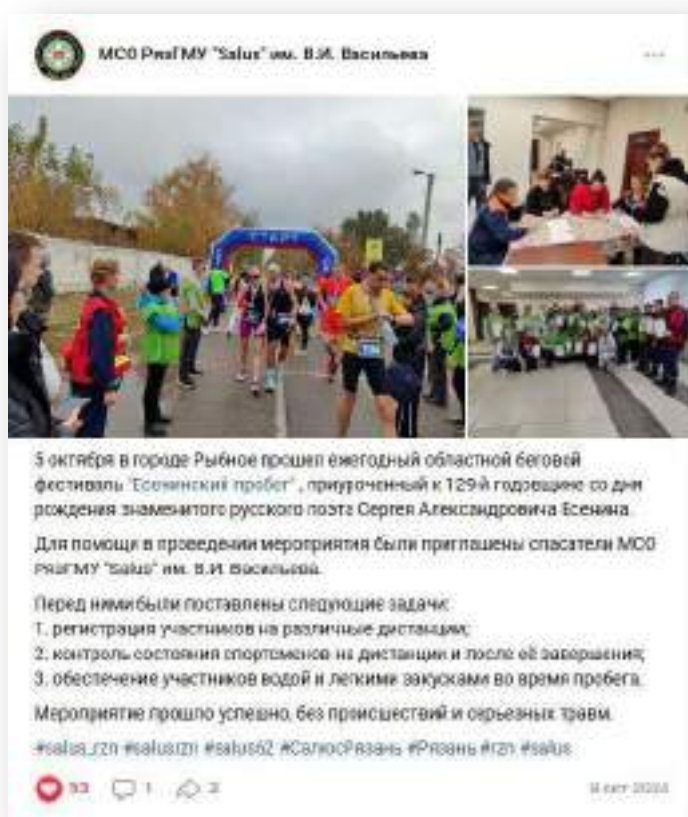 МСО РязГМУ "Salus" им. В.И. Васильева
СТАРТ
5 октября в городе Рыбное прошел ежегодный областной беговой
фестиваль "Есенинский пробег", приуроченный к 129-й годовщине со дня
рождения знаменитого русского поэта Сергея Александровича Есенина.
Для помощи в проведении мероприятия были приглашены спасатели МСО
РязГМУ "Salus" им. В.И. Васильева.
Перед ними были поставлены следующие задачи:
1. регистрация участников на различные дистанции;
2. контроль состояния спортсменов на дистанции и после её завершения;
3. обеспечение участников водой и легкими закусками во время пробега.
Мероприятие прошло успешно, без происшествий и серьезных травм.
#salus_rzn #salusrzn #salus62 #СалюсРязань #Рязань #rzn #salus
53 1 2
8 окт 2024